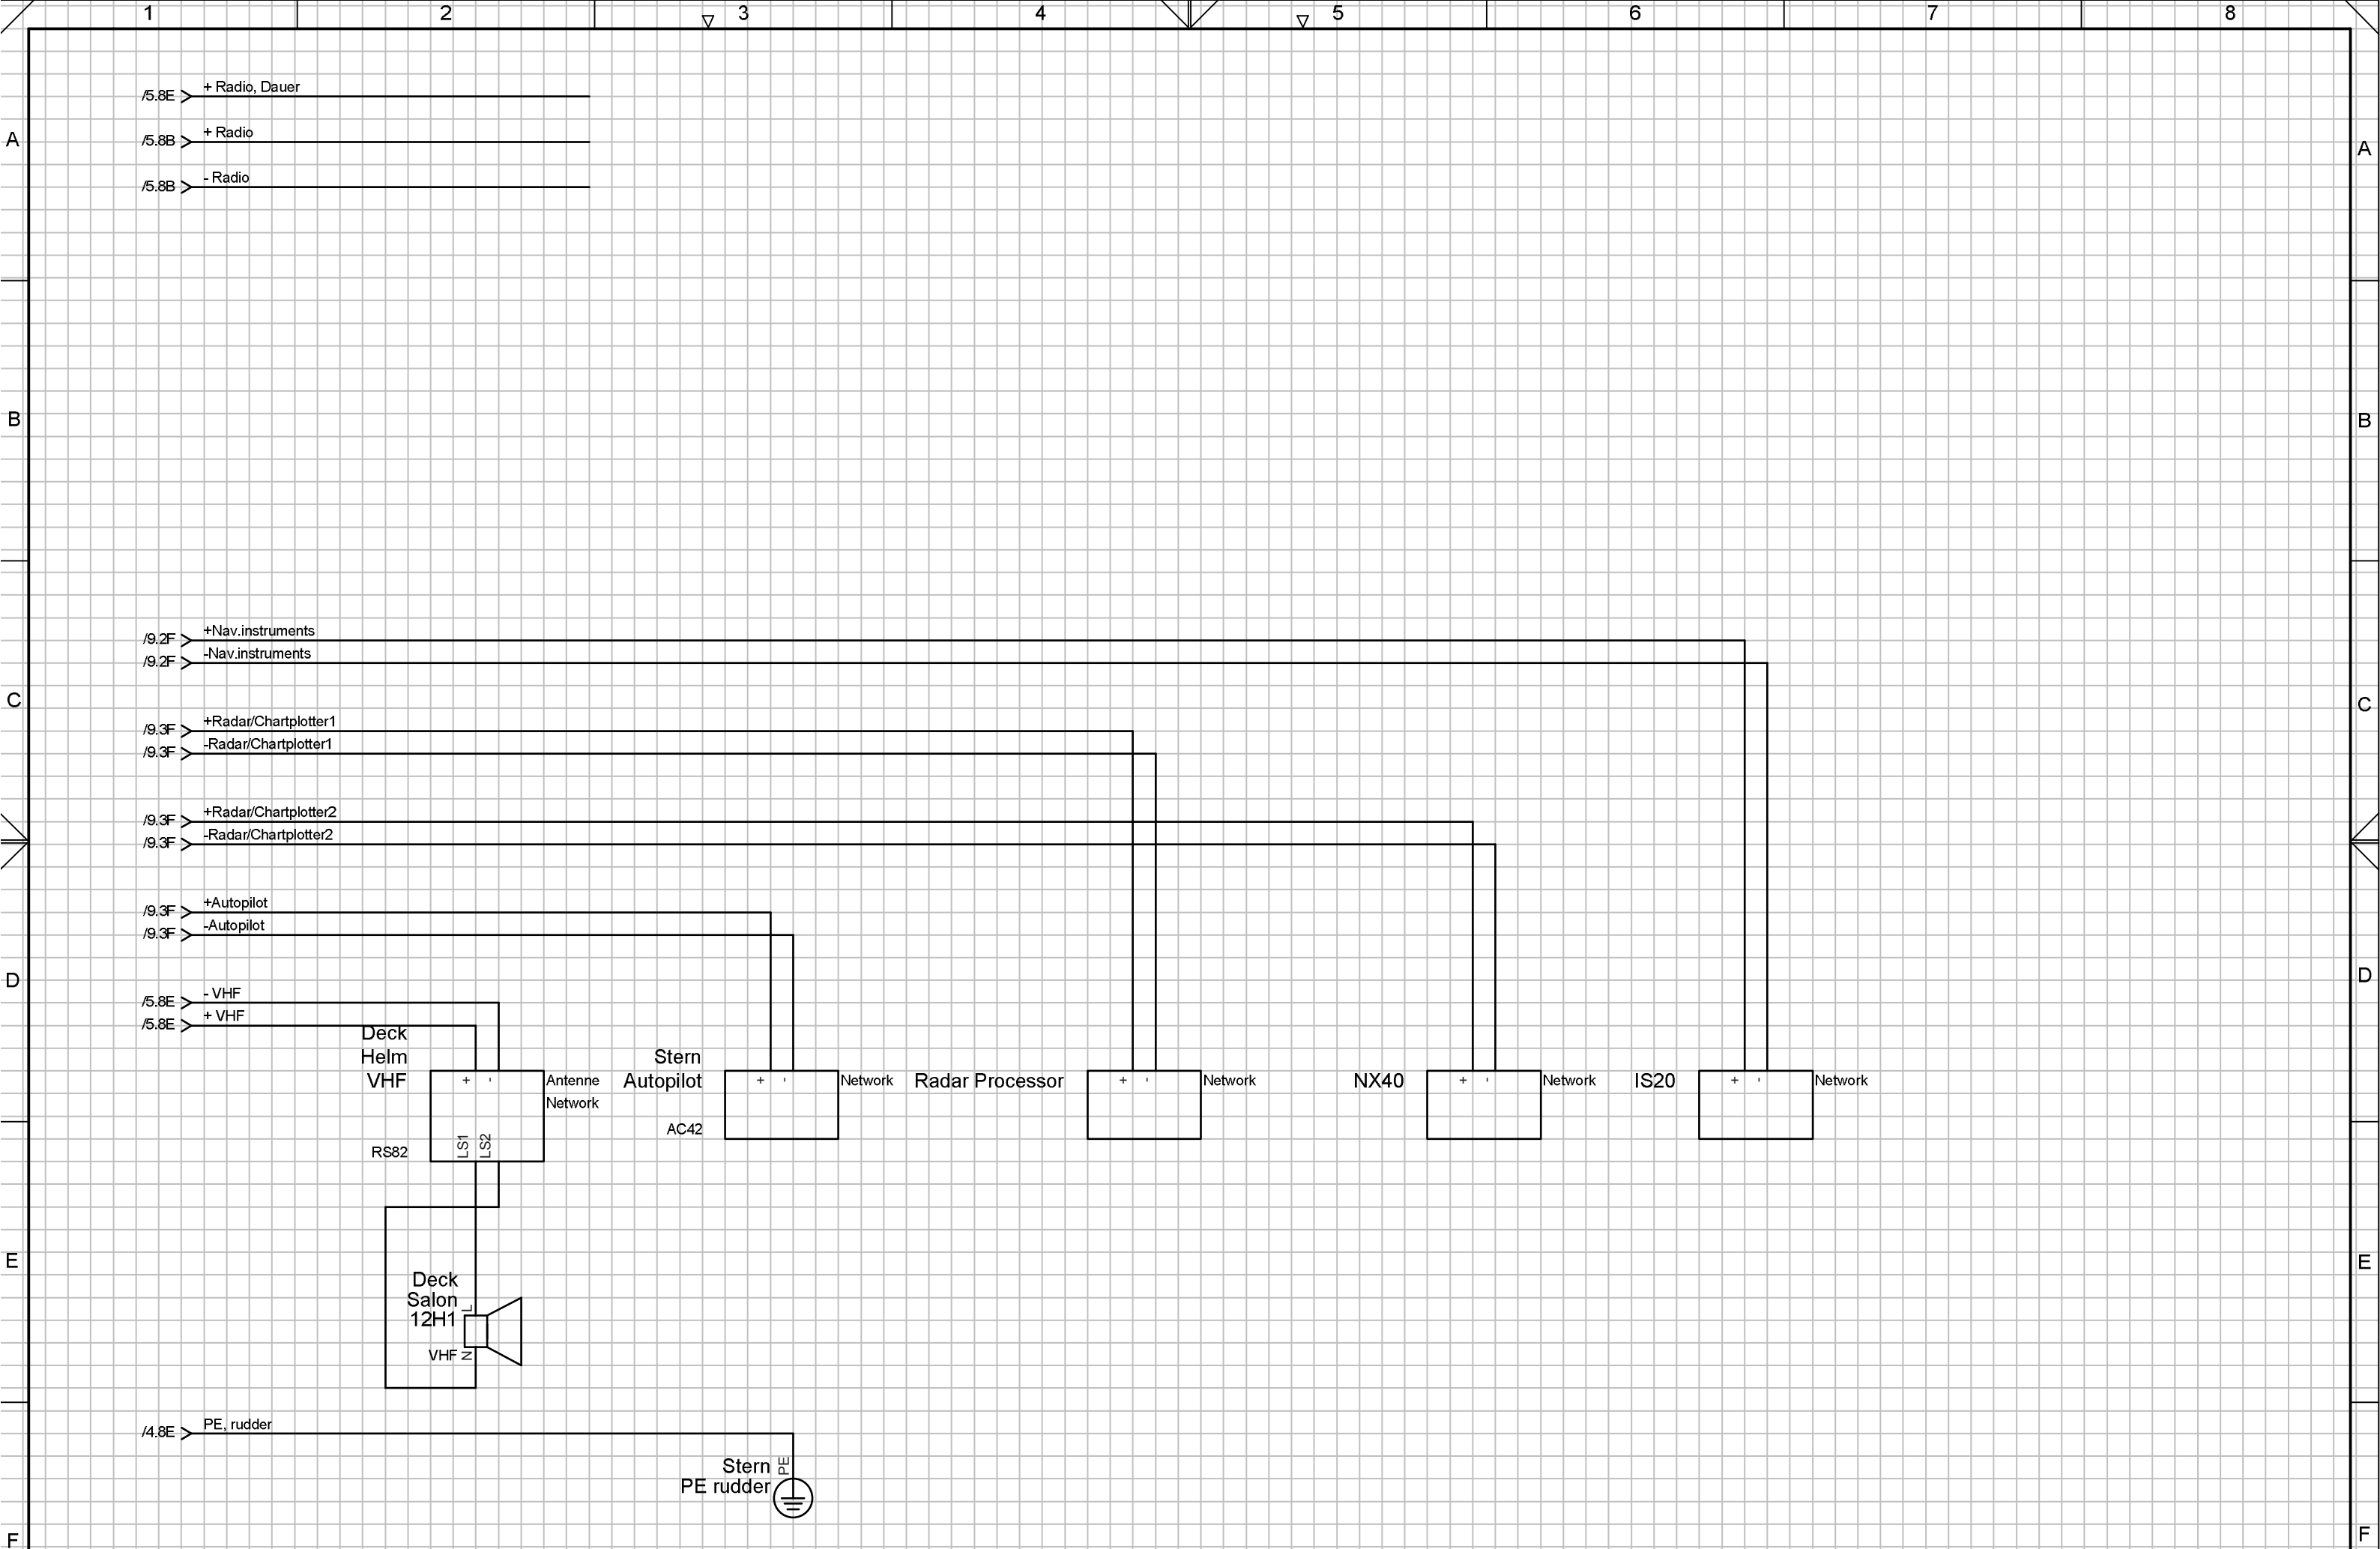 1 2 3 4 5 6 7 8
/5.8E + Radio, Dauer
A A
/5.8B + Radio
/5.8B - Radio
B B
/9.2F +Nav.instruments
/9.2F -Nav.instruments
C C
/9.3F +Radar/Chartplotter1
/9.3F -Radar/Chartplotter1
/9.3F +Radar/Chartplotter2
/9.3F -Radar/Chartplotter2
/9.3F +Autopilot
/9.3F -Autopilot
D D
/5.8E - VHF
/5.8E + VHF
Deck
Helm
VHF
+ -
Antenne
Network
LS1 LS2
RS82
Stern
Autopilot
+ -
Network
AC42
Radar Processor
+ -
Network
NX40
+ -
Network
IS20
+ -
Network
E E
Deck
Salon
12H1
L
VHF N
/4.8E PE, rudder
Stern
PE rudder
PE
F F